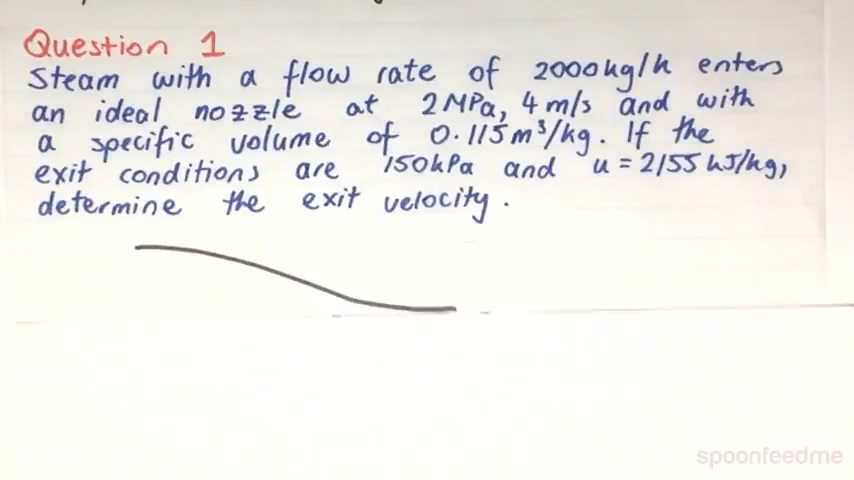 Question 1
Steam with a flow rate of 2000kg/h enters
an ideal nozzle at 2MPa, 4 m/s and with
a specific volume of 0.115m³/kg. If the
exit conditions are 150kPa and u = 2155 kJ/kg,
determine the exit velocity.
spoonfeedme